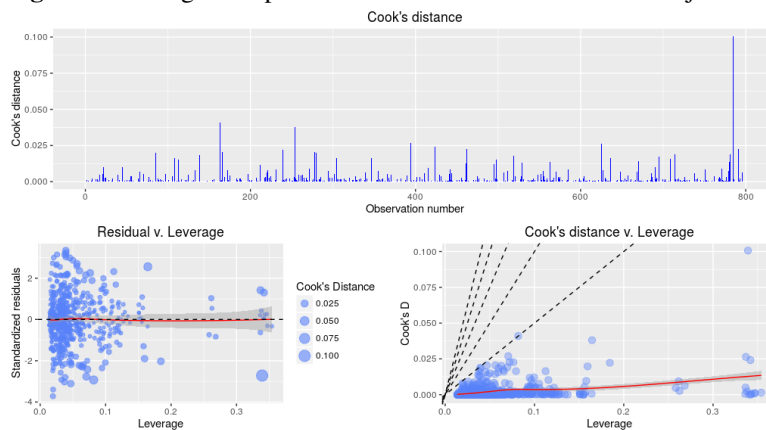 Cook's distance
0.100
0.075
0.050
0.025
0.000
Cook's distance
0 200 400 600 800
Observation number
Residual v. Leverage
2
0
-2
-4
Standardized residuals
0.0 0.1 0.2 0.3
Leverage
Cook's Distance
0.025
0.050
0.075
0.100
Cook's distance v. Leverage
0.100
0.075
0.050
0.025
0.000
Cook's D
0.0 0.1 0.2 0.3
Leverage